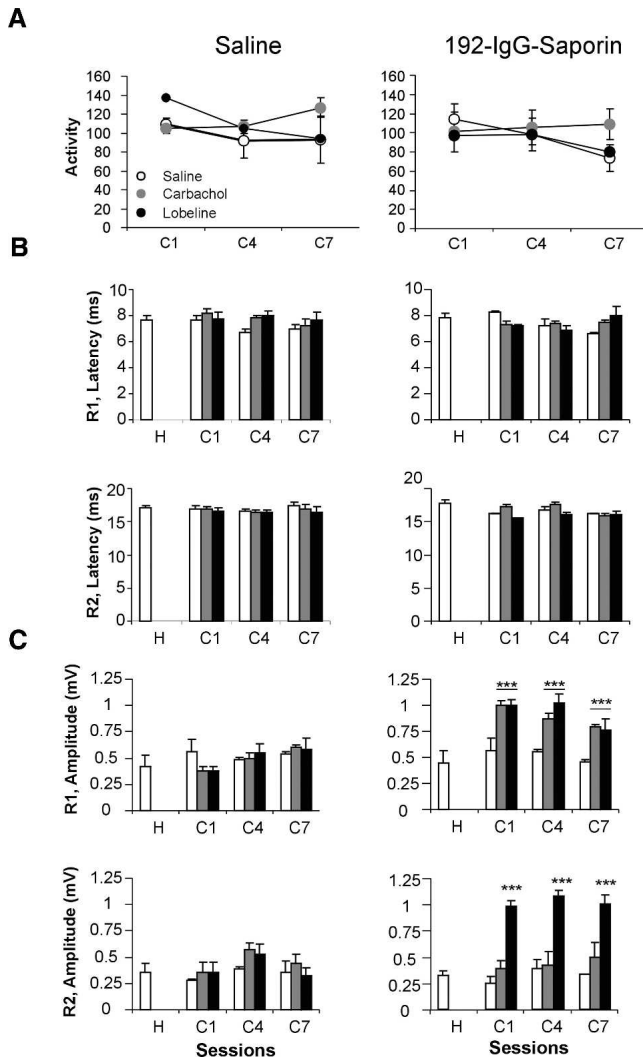 A
Saline
192-IgG-Saporin
Activity
160
140
120
100
80
60
40
20
0
Saline
Carbachol
Lobeline
C1
C4
C7
160
140
120
100
80
60
40
20
0
C1
C4
C7
B
R1, Latency (ms)
10
8
6
4
2
0
H
C1
C4
C7
10
8
6
4
2
0
H
C1
C4
C7
R2, Latency (ms)
20
15
10
5
0
H
C1
C4
C7
20
15
10
5
0
H
C1
C4
C7
C
R1, Amplitude (mV)
1.25
1
0.75
0.5
0.25
0
H
C1
C4
C7
1.25
1
0.75
0.5
0.25
0
***
***
***
H
C1
C4
C7
R2, Amplitude (mV)
1.25
1
0.75
0.5
0.25
0
H
C1
C4
C7
Sessions
1.25
1
0.75
0.5
0.25
0
***
***
***
H
C1
C4
C7
Sessions